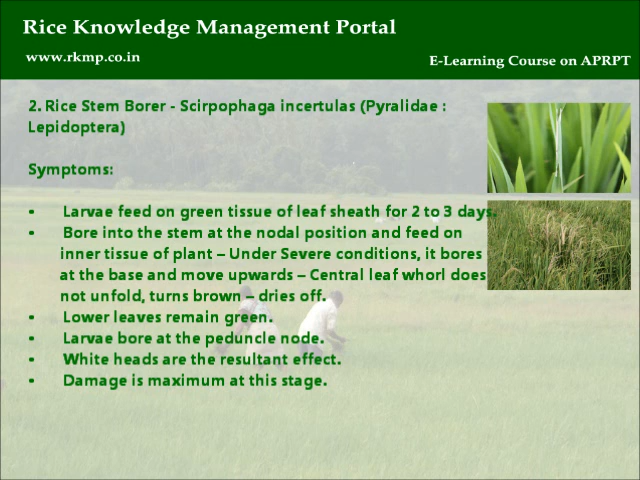 Rice Knowledge Management Portal
www.rkmp.co.in
E-Learning Course on APRPT
2. Rice Stem Borer - Scirpophaga incertulas (Pyralidae :
Lepidoptera)
Symptoms:
• Larvae feed on green tissue of leaf sheath for 2 to 3 days.
• Bore into the stem at the nodal position and feed on
inner tissue of plant – Under Severe conditions, it bores
at the base and move upwards – Central leaf whorl does
not unfold, turns brown – dries off.
• Lower leaves remain green.
• Larvae bore at the peduncle node.
• White heads are the resultant effect.
• Damage is maximum at this stage.